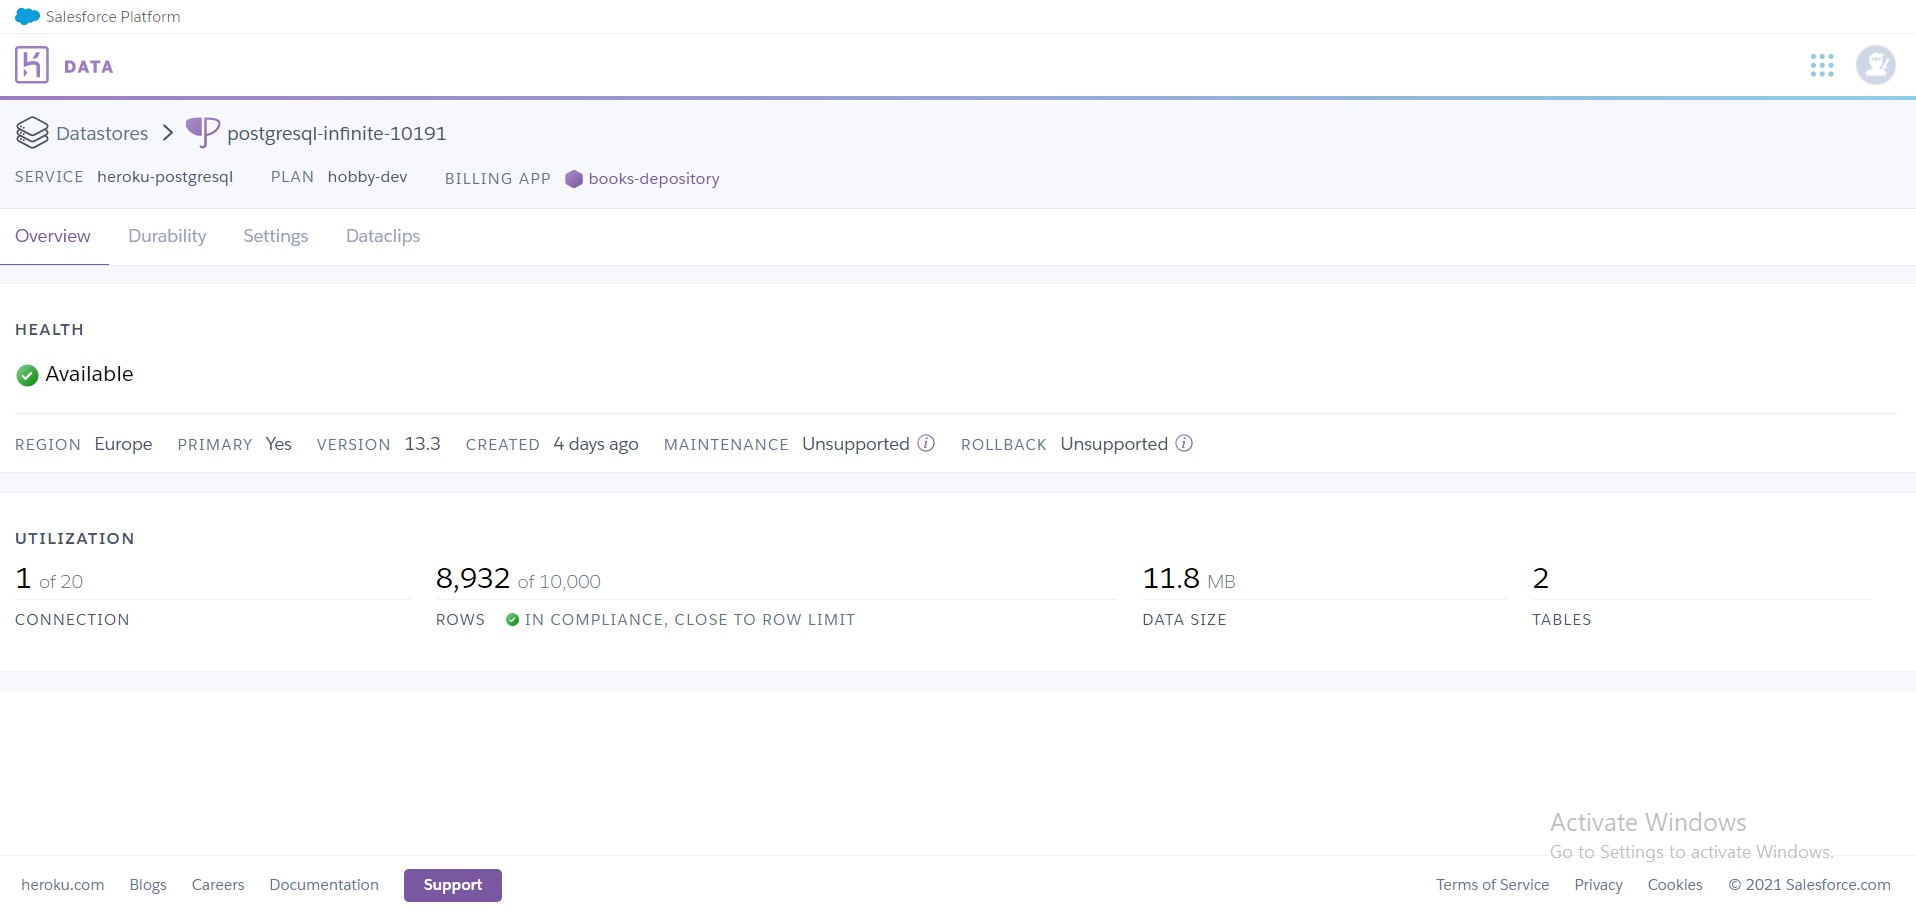 Salesforce Platform
DATA
Datastores postgresql-infinite-10191
SERVICE heroku-postgresql PLAN hobby-dev BILLING APP books-depository
Overview Durability Settings Dataclips
HEALTH
Available
REGION Europe PRIMARY Yes VERSION 13.3 CREATED 4 days ago MAINTENANCE Unsupported ROLLBACK Unsupported
UTILIZATION
1 of 20 8,932 of 10,000 11.8 MB 2
CONNECTION ROWS IN COMPLIANCE, CLOSE TO ROW LIMIT DATA SIZE TABLES
Activate Windows
Go to Settings to activate Windows.
heroku.com Blogs Careers Documentation Support Terms of Service Privacy Cookies © 2021 Salesforce.com